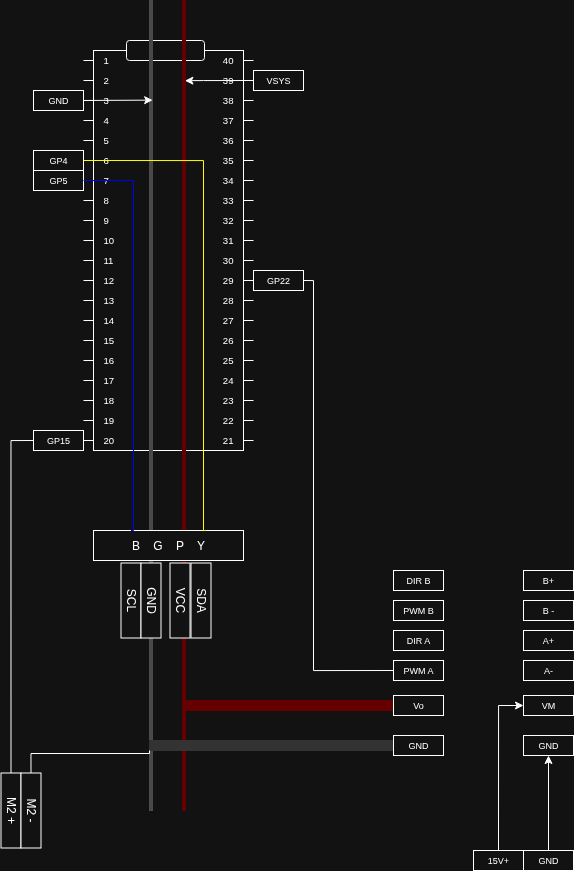 1 40
2 39 VSYS
GND 3 38
4 37
5 36
GP4 6 35
GP5 7 34
8 33
9 32
10 31
11 30
12 29 GP22
13 28
14 27
15 26
16 25
17 24
18 23
19 22
GP15 20 21
B G P Y
SCL
GND
VCC
SDA
DIR B B+
PWM B B -
DIR A A+
PWM A A-
Vo VM
GND GND
M2 +
M2 -
15V+ GND